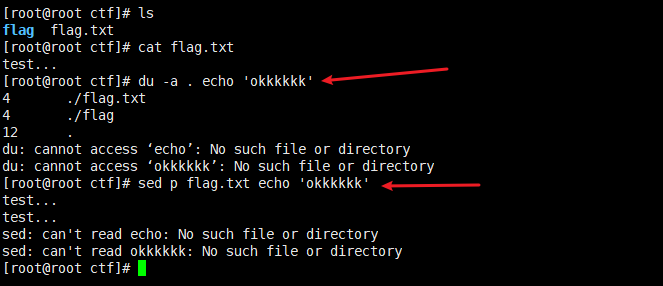 [root@root ctf]# ls
flag  flag.txt
[root@root ctf]# cat flag.txt
test...
[root@root ctf]# du -a . echo 'okkkkkk'
4       ./flag.txt
4       ./flag
12      .
du: cannot access ‘echo’: No such file or directory
du: cannot access ‘okkkkkk’: No such file or directory
[root@root ctf]# sed p flag.txt echo 'okkkkkk'
test...
test...
sed: can't read echo: No such file or directory
sed: can't read okkkkkk: No such file or directory
[root@root ctf]#